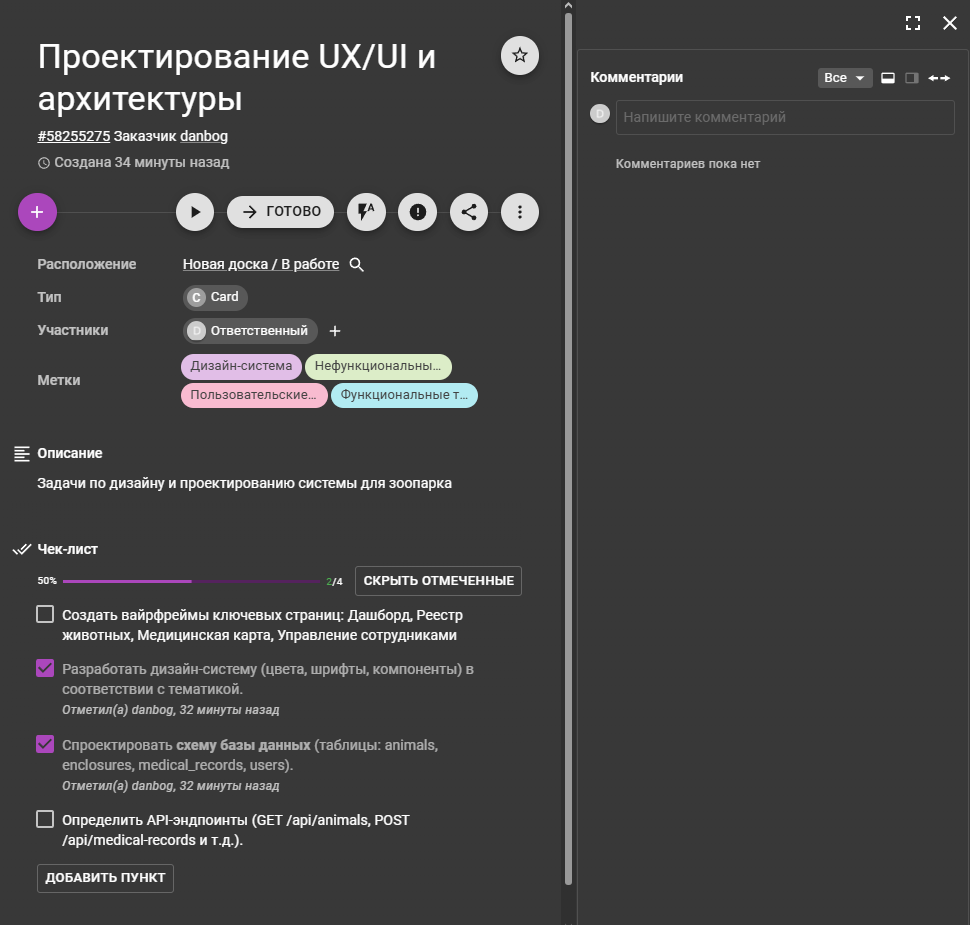 Проектирование UX/UI и
архитектуры
#58255275 Заказчик danbog
Создана 34 минуты назад
ГОТОВО
Расположение
Новая доска / В работе
Тип
C Card
Участники
D Ответственный
Метки
Дизайн-система
Нефункциональны...
Пользовательские...
Функциональные т...
Описание
Задачи по дизайну и проектированию системы для зоопарка
Чек-лист
50%
2/4
СКРЫТЬ ОТМЕЧЕННЫЕ
Создать вайрфреймы ключевых страниц: Дашборд, Реестр
животных, Медицинская карта, Управление сотрудниками
Разработать дизайн-систему (цвета, шрифты, компоненты) в
соответствии с тематикой.
Отметил(а) danbog, 32 минуты назад
Спроектировать схему базы данных (таблицы: animals,
enclosures, medical_records, users).
Отметил(а) danbog, 32 минуты назад
Определить API-эндпоинты (GET /api/animals, POST
/api/medical-records и т.д.).
ДОБАВИТЬ ПУНКТ
Комментарии
Все
D
Напишите комментарий
Комментариев пока нет